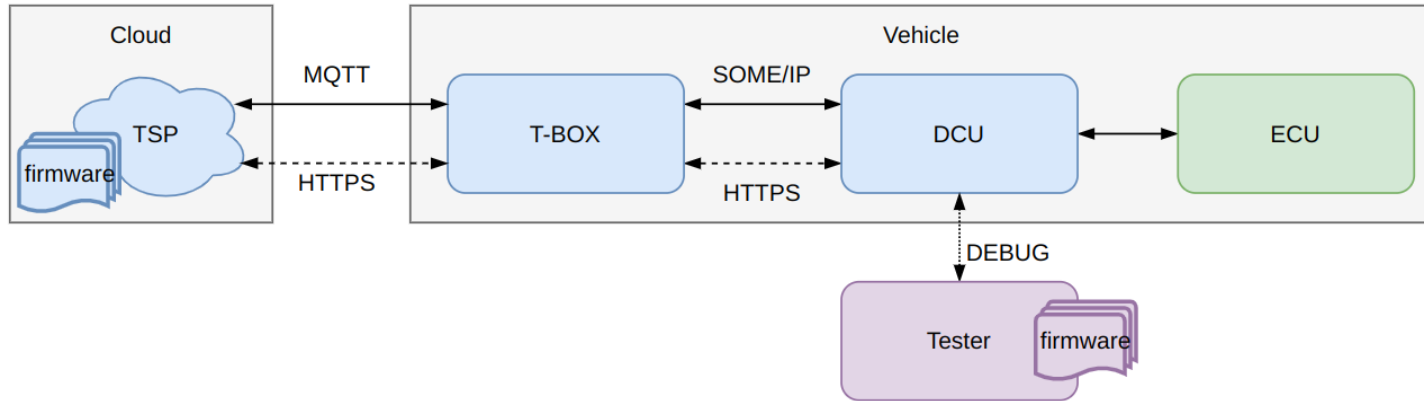 Cloud
Vehicle
MQTT
SOME/IP
TSP
T-BOX
DCU
ECU
firmware
HTTPS
HTTPS
DEBUG
Tester
firmware